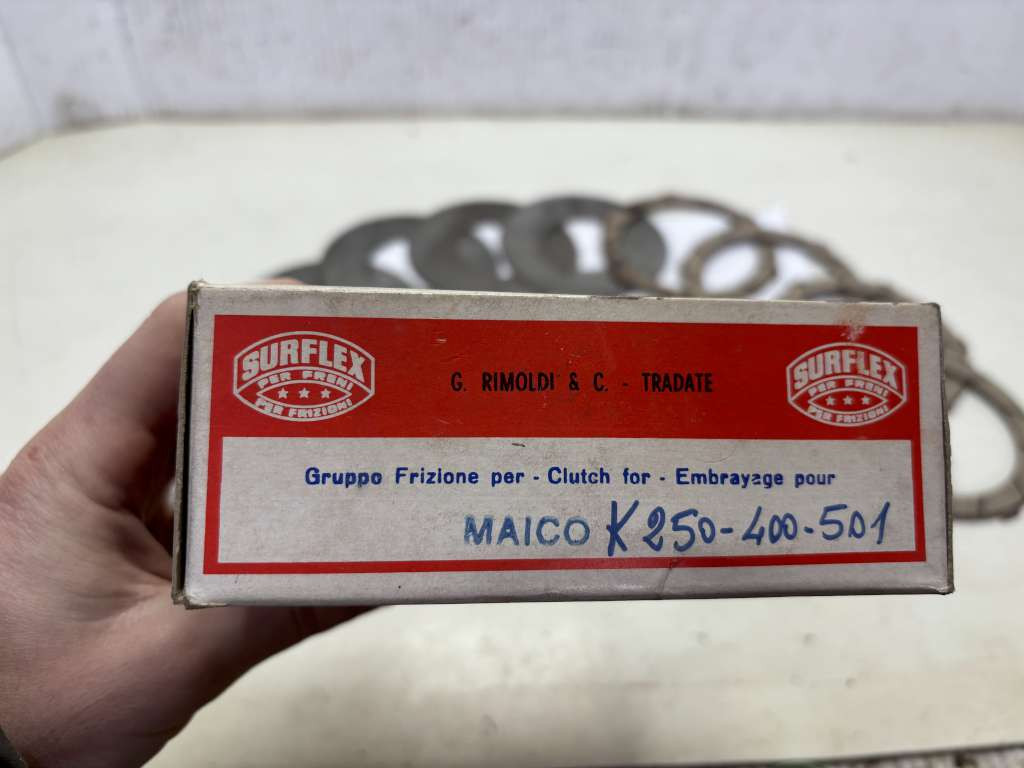 SURFLEX
PER FRENI
PER FRIZIONI
G. RIMOLDI & C. - TRADATE
SURFLEX
PER FRENI
PER FRIZIONI
Gruppo Frizione per - Clutch for - Embrayage pour
MAICO K 250-400-501